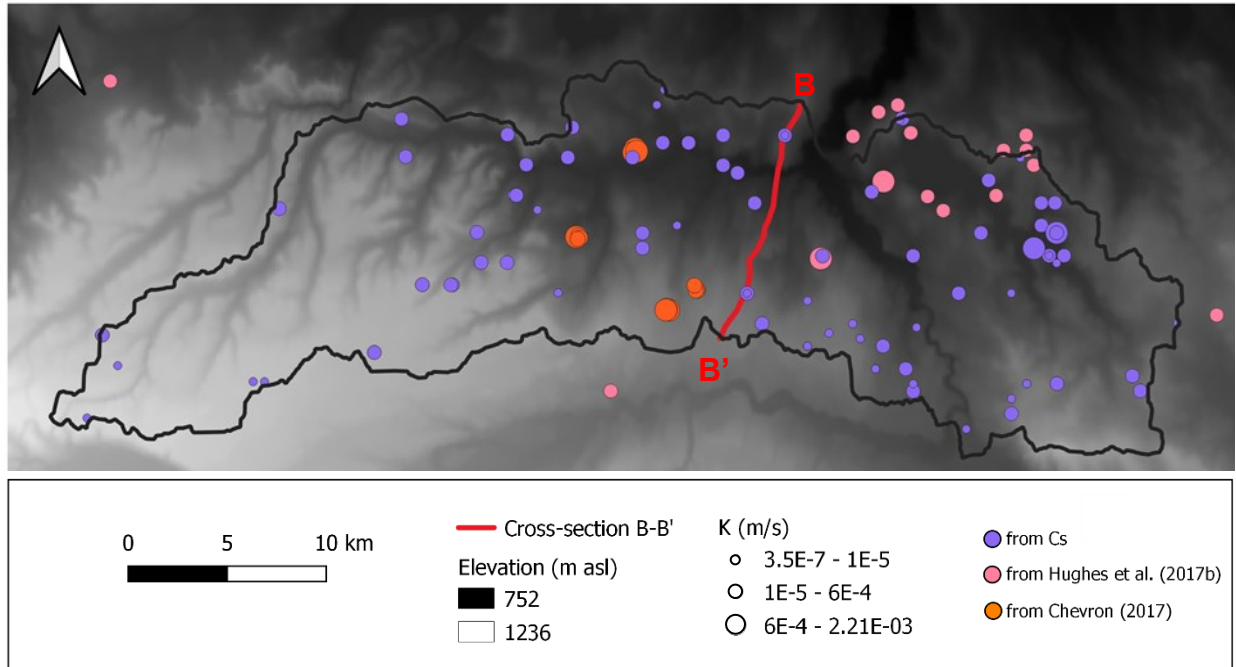 B
B'
0 5 10 km
Cross-section B-B'
Elevation (m asl)
752
1236
K (m/s)
3.5E-7 - 1E-5
1E-5 - 6E-4
6E-4 - 2.21E-03
from Cs
from Hughes et al. (2017b)
from Chevron (2017)